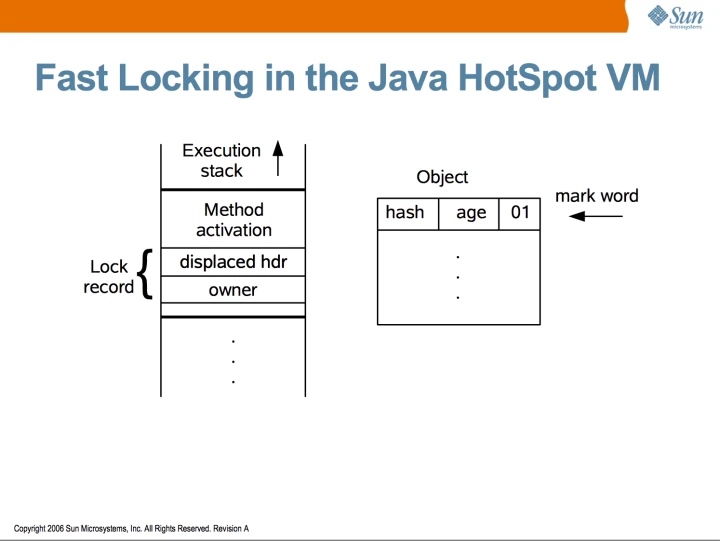 Sun
microsystems
Fast Locking in the Java HotSpot VM
Execution
stack
Method
activation
Lock
record
{
displaced hdr
owner
.
.
.
Object
hash
age
01
mark word
.
.
.
Copyright 2006 Sun Microsystems, Inc. All Rights Reserved. Revision A